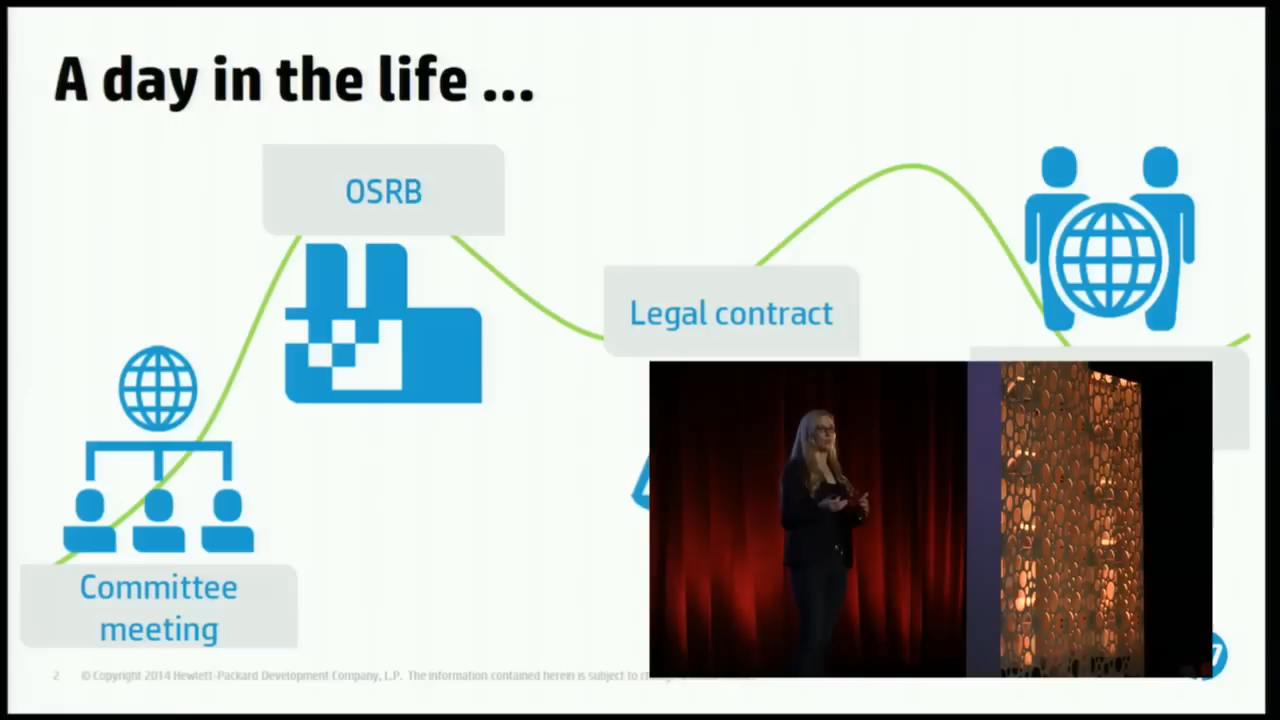 A day in the life ...
OSRB
Legal contract
Committee
meeting
2 © Copyright 2014 Hewlett-Packard Development Company, L.P. The information contained herein is subject to